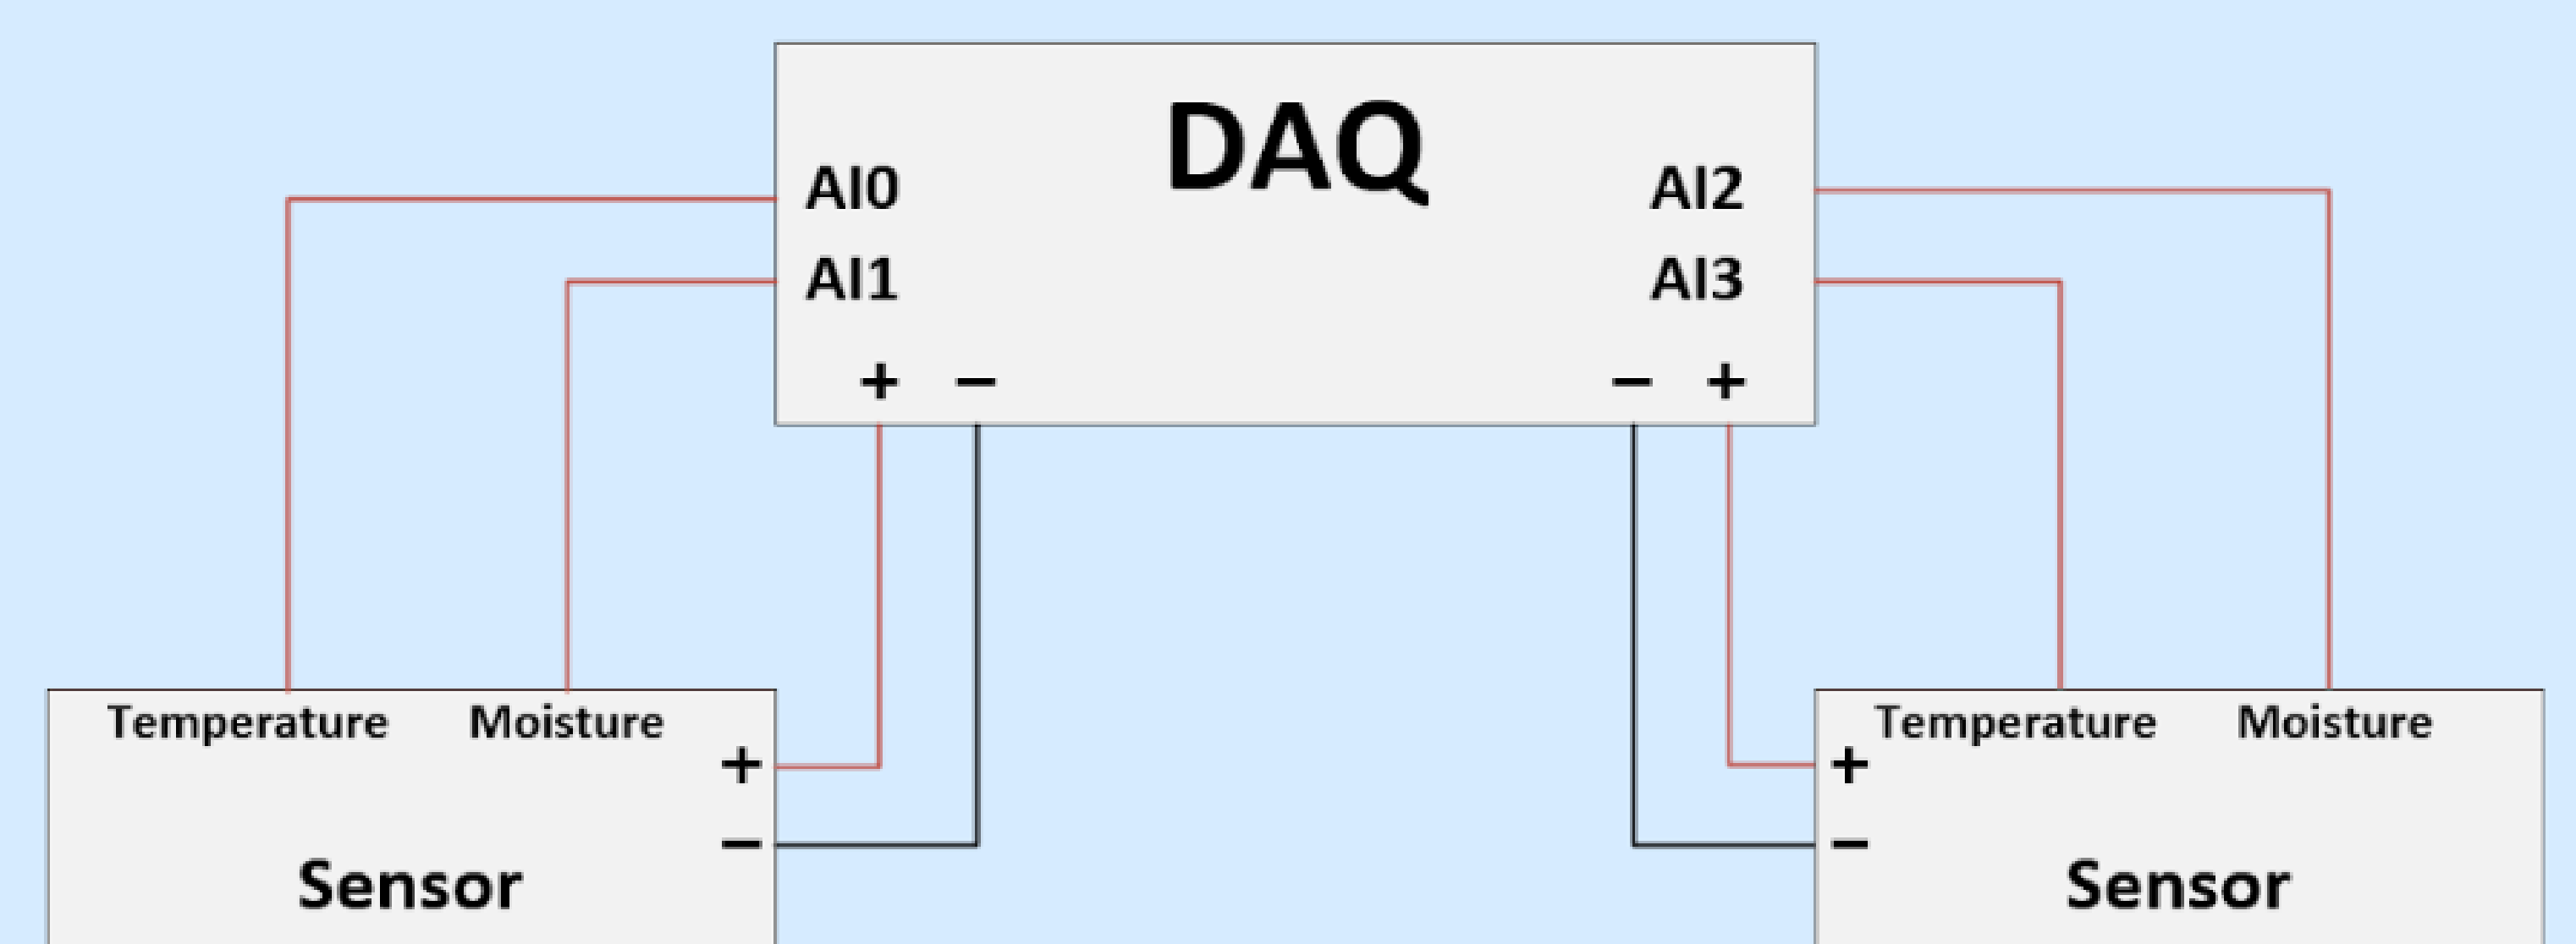 DAQ
AI0 AI2
AI1 AI3
+ − − +
Temperature Moisture Temperature Moisture
+ +
− −
Sensor Sensor